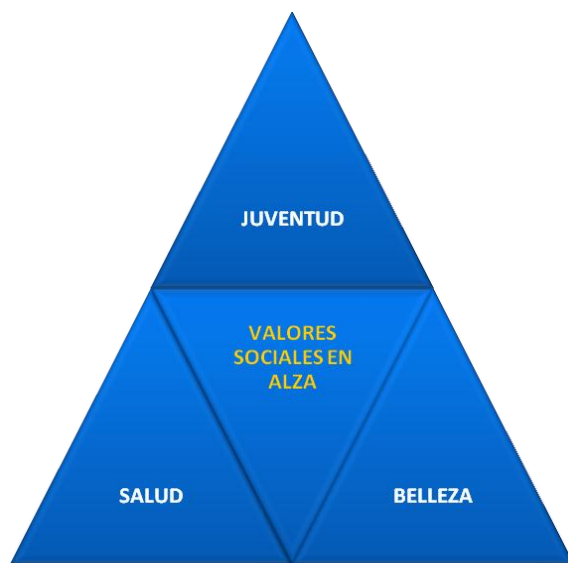 JUVENTUD
VALORES
SOCIALES EN
ALZA
SALUD
BELLEZA